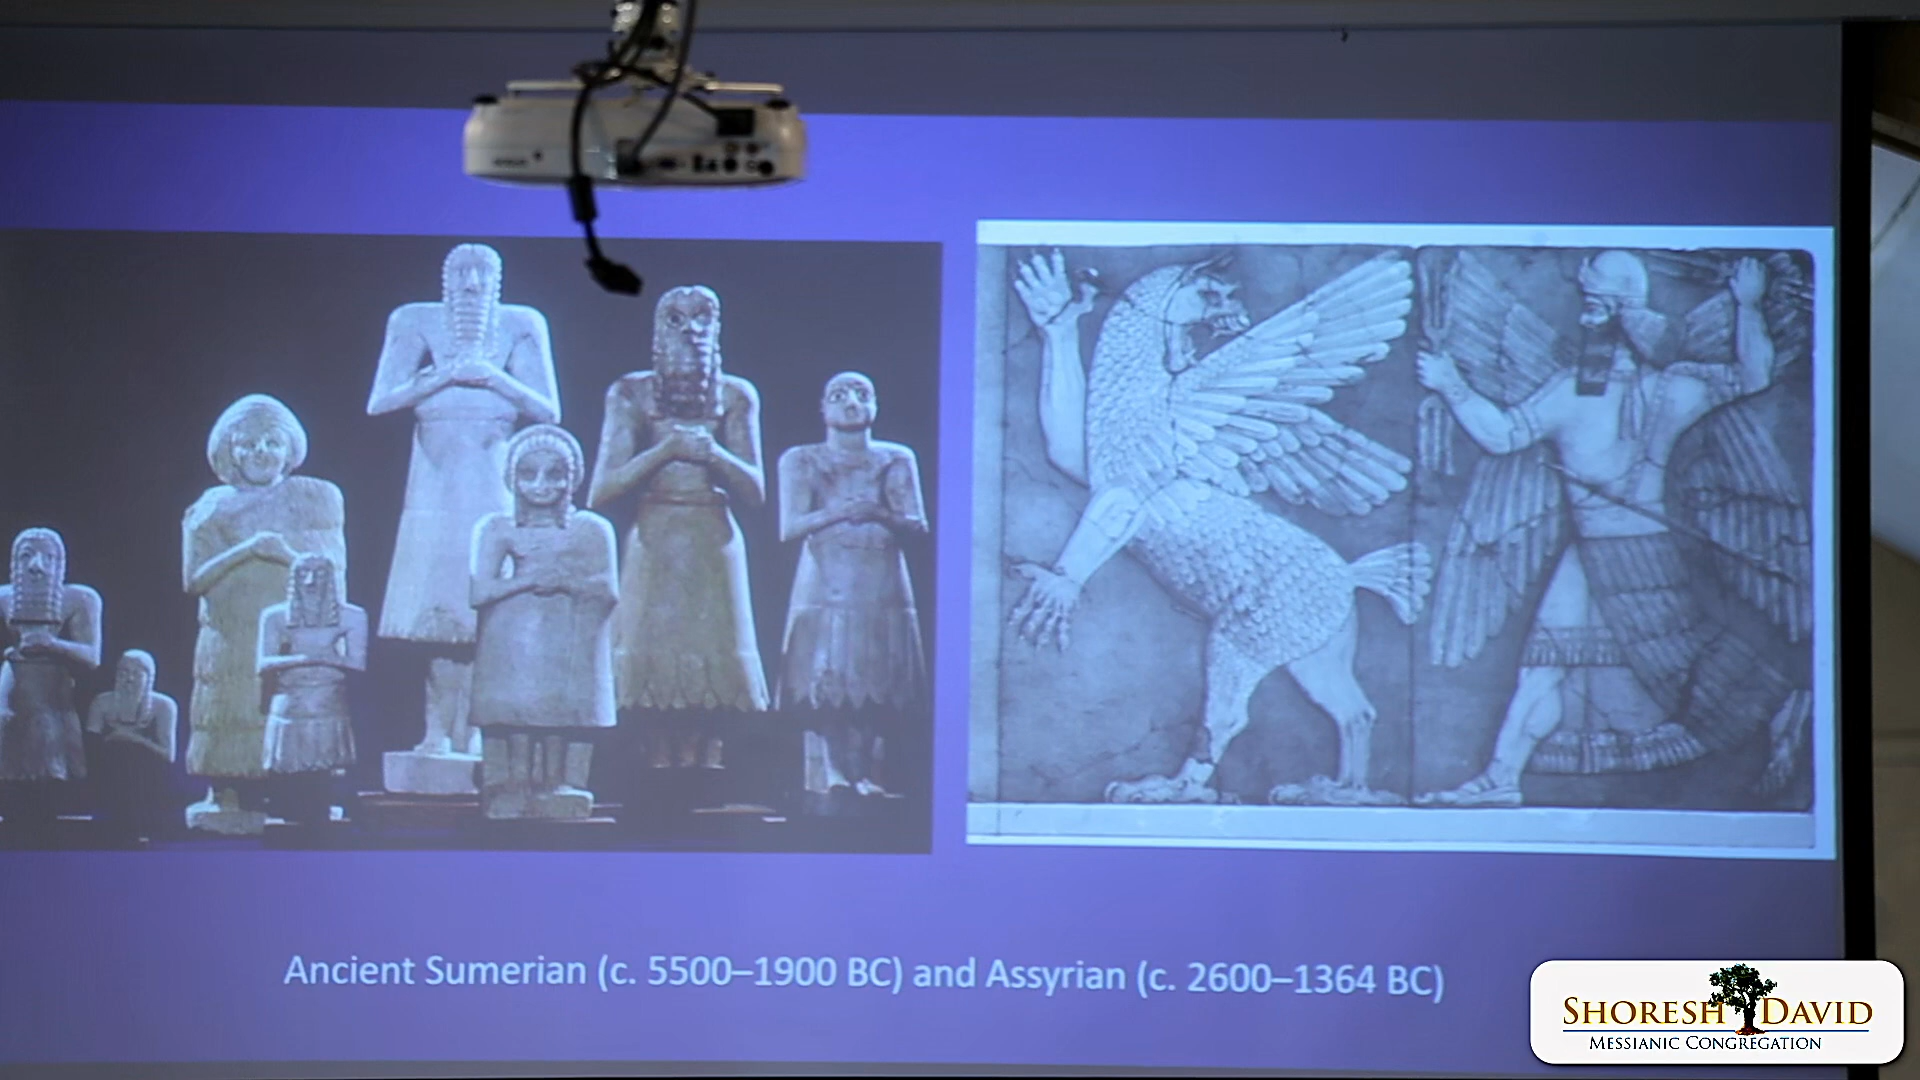 Ancient Sumerian (c. 5500–1900 BC) and Assyrian (c. 2600–1364 BC)
SHORESH DAVID
MESSIANIC CONGREGATION